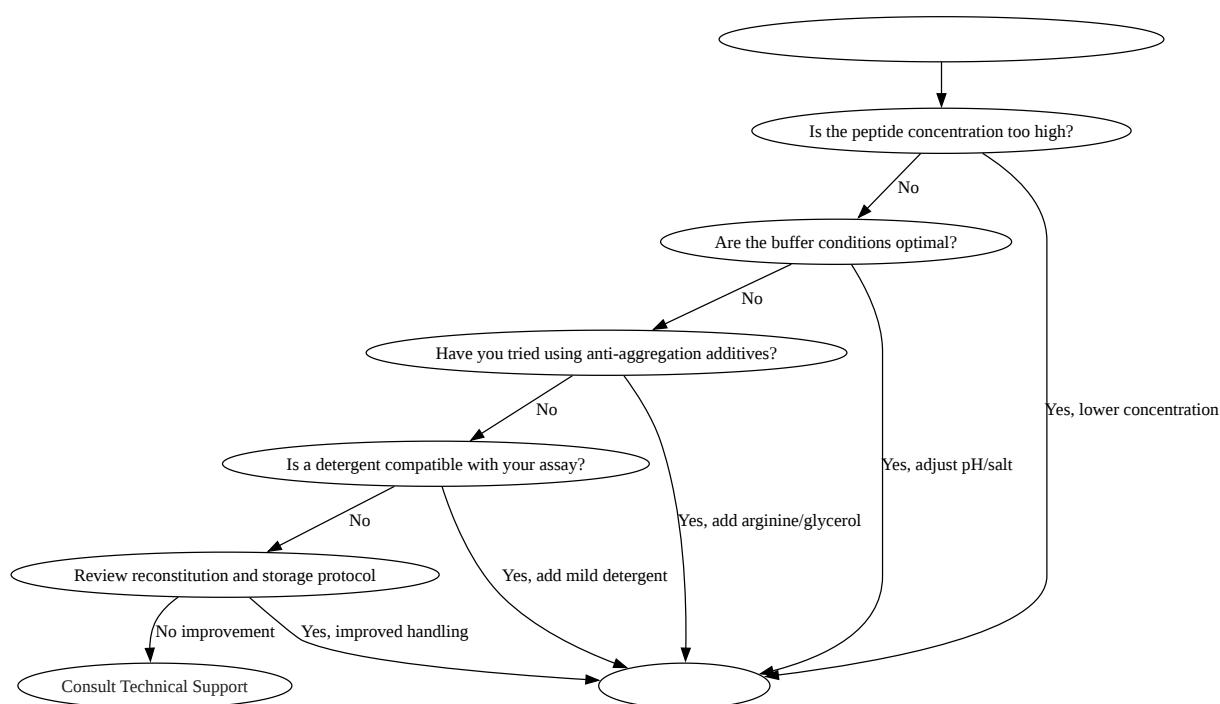 Is the peptide concentration too high?
No
Are the buffer conditions optimal?
No
Have you tried using anti-aggregation additives?
No
Yes, lower concentration
Is a detergent compatible with your assay?
Yes, adjust pH/salt
No
Yes, add arginine/glycerol
Review reconstitution and storage protocol
Yes, add mild detergent
No improvement
Yes, improved handling
Consult Technical Support